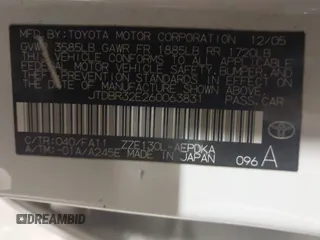 MFD. BY: TOYOTA MOTOR CORPORATION 12/05
GVWR 3585LB GAWR FR 1885LB RR 1720LB
THIS VEHICLE CONFORMS TO ALL APPLICABLE
FEDERAL MOTOR VEHICLE SAFETY, BUMPER, AND
THEFT PREVENTION STANDARDS IN EFFECT ON
THE DATE OF MANUFACTURE SHOWN ABOVE.
JTDBR32E260063831 PASS.CAR
C/TR:040/FA11 ZZE130L-AEPDKA
A/TM:-01A/A245E MADE IN JAPAN 096 A
DREAMBID